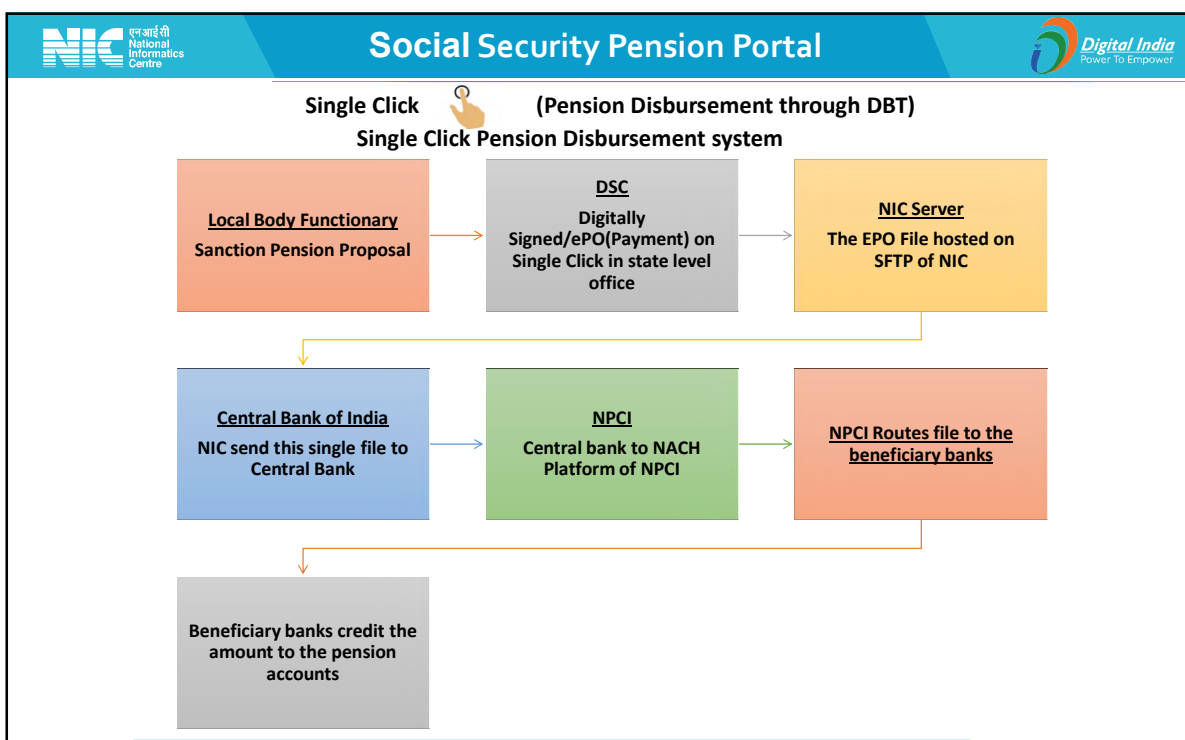 NIC
एन आई सी
National
Informatics
Centre
Social Security Pension Portal
Digital India
Power To Empower
Single Click (Pension Disbursement through DBT)
Single Click Pension Disbursement system
Local Body Functionary
Sanction Pension Proposal
DSC
Digitally
Signed/ePO(Payment) on
Single Click in state level
office
NIC Server
The EPO File hosted on
SFTP of NIC
Central Bank of India
NIC send this single file to
Central Bank
NPCI
Central bank to NACH
Platform of NPCI
NPCI Routes file to the
beneficiary banks
Beneficiary banks credit the
amount to the pension
accounts